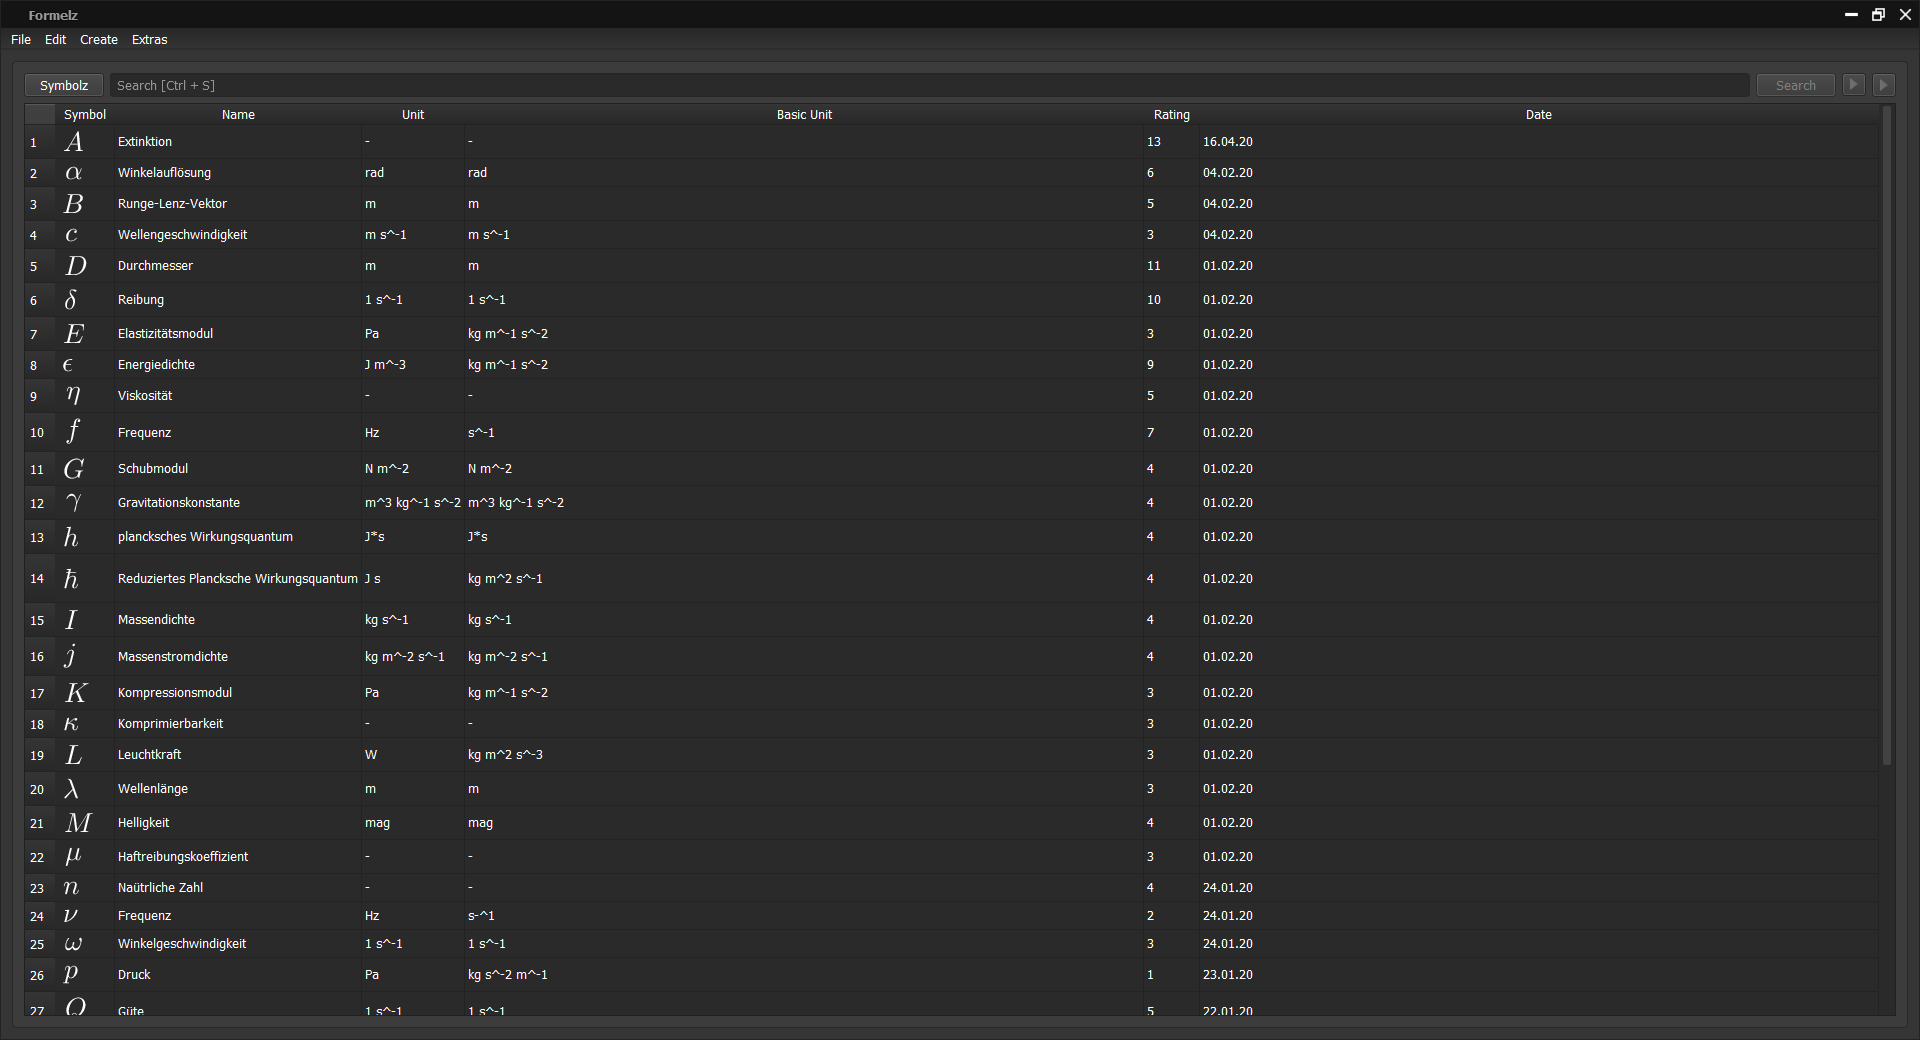 Formelz
File Edit Create Extras
Symbolz Search [Ctrl + S] Search
Symbol Name Unit Basic Unit Rating Date
1 A Extinktion - - 13 16.04.20
2 α Winkelauflösung rad rad 6 04.02.20
3 B Runge-Lenz-Vektor m m 5 04.02.20
4 c Wellengeschwindigkeit m s^-1 m s^-1 3 04.02.20
5 D Durchmesser m m 11 01.02.20
6 δ Reibung 1 s^-1 1 s^-1 10 01.02.20
7 E Elastizitätsmodul Pa kg m^-1 s^-2 3 01.02.20
8 ϵ Energiedichte J m^-3 kg m^-1 s^-2 9 01.02.20
9 η Viskosität - - 5 01.02.20
10 f Frequenz Hz s^-1 7 01.02.20
11 G Schubmodul N m^-2 N m^-2 4 01.02.20
12 γ Gravitationskonstante m^3 kg^-1 s^-2 m^3 kg^-1 s^-2 4 01.02.20
13 h plancksches Wirkungsquantum J*s J*s 4 01.02.20
14 ℏ Reduziertes Plancksche Wirkungsquantum J s kg m^2 s^-1 4 01.02.20
15 I Massendichte kg s^-1 kg s^-1 4 01.02.20
16 j Massenstromdichte kg m^-2 s^-1 kg m^-2 s^-1 4 01.02.20
17 K Kompressionsmodul Pa kg m^-1 s^-2 3 01.02.20
18 κ Komprimierbarkeit - - 3 01.02.20
19 L Leuchtkraft W kg m^2 s^-3 3 01.02.20
20 λ Wellenlänge m m 3 01.02.20
21 M Helligkeit mag mag 4 01.02.20
22 μ Haftreibungskoeffizient - - 3 01.02.20
23 n Naütrliche Zahl - - 4 24.01.20
24 ν Frequenz Hz s-^1 2 24.01.20
25 ω Winkelgeschwindigkeit 1 s^-1 1 s^-1 3 24.01.20
26 p Druck Pa kg s^-2 m^-1 1 23.01.20
27 Q Güte 1 s^-1 1 s^-1 5 22.01.20